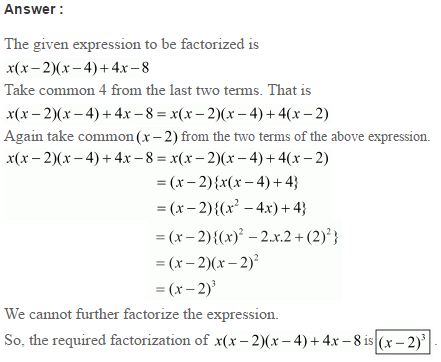 Answer :
The given expression to be factorized is
x(x − 2)(x − 4) + 4x − 8
Take common 4 from the last two terms. That is
x(x − 2)(x − 4) + 4x − 8 = x(x − 2)(x − 4) + 4(x − 2)
Again take common (x − 2) from the two terms of the above expression.
x(x − 2)(x − 4) + 4x − 8 = x(x − 2)(x − 4) + 4(x − 2)
= (x − 2){x(x − 4) + 4}
= (x − 2){(x² − 4x) + 4}
= (x − 2){(x)² − 2.x.2 + (2)²}
= (x − 2)(x − 2)²
= (x − 2)³
We cannot further factorize the expression.
So, the required factorization of x(x − 2)(x − 4) + 4x − 8 is (x − 2)³ .